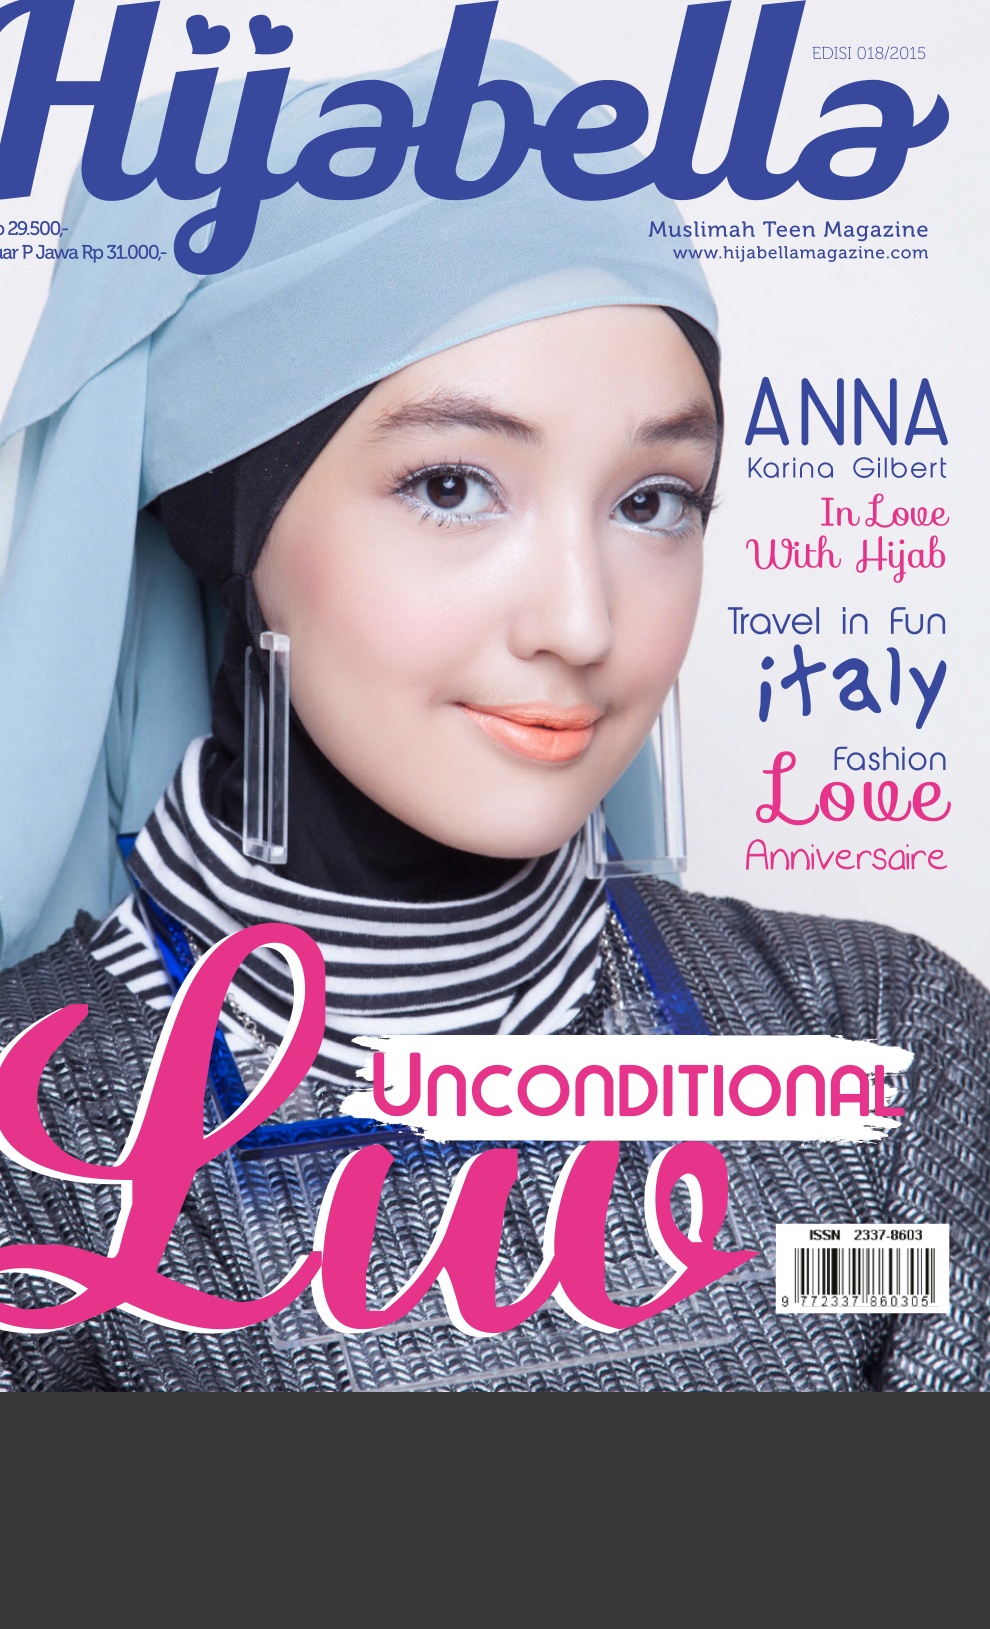 Hijabella
EDISI 018/2015
29.500,-
P Jawa Rp 31.000,-
Muslimah Teen Magazine
www.hijabellamagazine.com
ANNA
Karina Gilbert
In Love
With Hijab
Travel in Fun
italy
Fashion
Love
Anniversaire
UNCONDITIONAL
Luv
ISSN 2337-8603
9 772337 860305